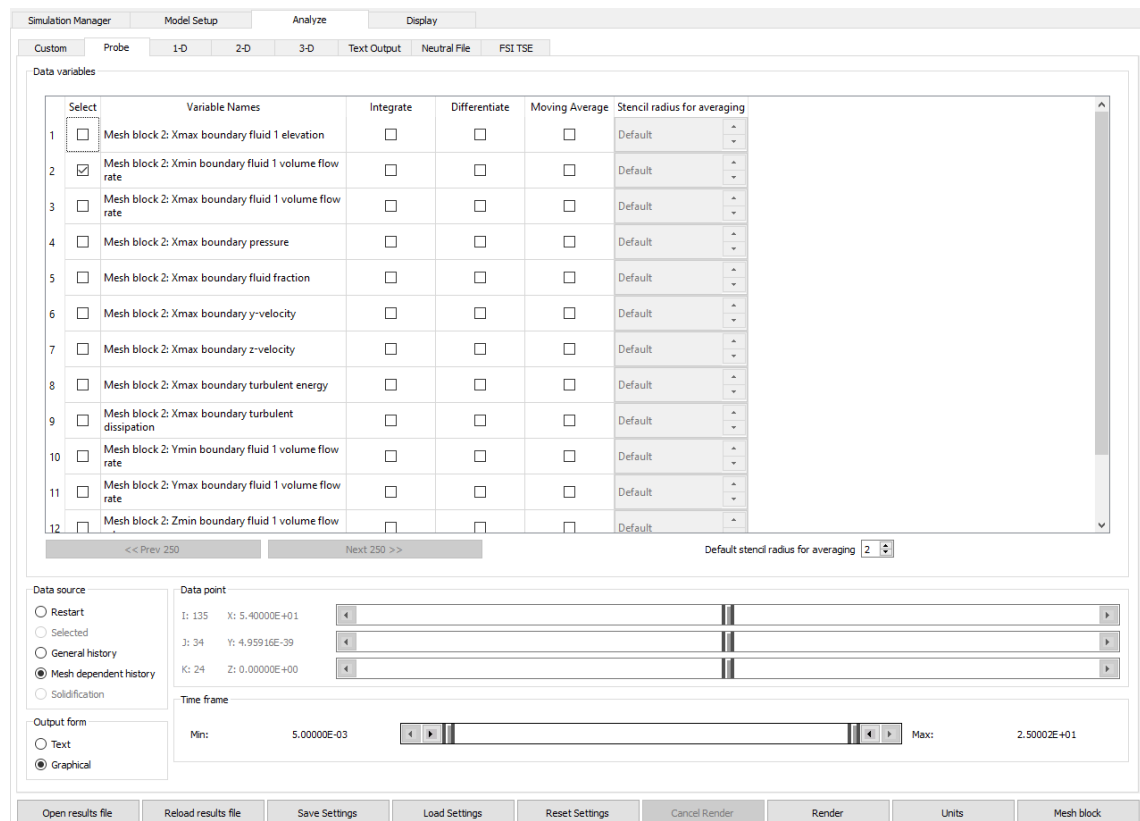 Simulation Manager Model Setup Analyze Display
Custom Probe 1-D 2-D 3-D Text Output Neutral File FSI TSE
Data variables
Select Variable Names Integrate Differentiate Moving Average Stencil radius for averaging
1 Mesh block 2: Xmax boundary fluid 1 elevation Default
2 Mesh block 2: Xmin boundary fluid 1 volume flow
rate Default
3 Mesh block 2: Xmax boundary fluid 1 volume flow
rate Default
4 Mesh block 2: Xmax boundary pressure Default
5 Mesh block 2: Xmax boundary fluid fraction Default
6 Mesh block 2: Xmax boundary y-velocity Default
7 Mesh block 2: Xmax boundary z-velocity Default
8 Mesh block 2: Xmax boundary turbulent energy Default
9 Mesh block 2: Xmax boundary turbulent
dissipation Default
10 Mesh block 2: Ymin boundary fluid 1 volume flow
rate Default
11 Mesh block 2: Ymax boundary fluid 1 volume flow
rate Default
12 Mesh block 2: Zmin boundary fluid 1 volume flow
Default
<< Prev 250 Next 250 >> Default stencil radius for averaging 2
Data source
Restart
Selected
General history
Mesh dependent history
Solidification
Data point
I: 135 X: 5.40000E+01
J: 34 Y: 4.95916E-39
K: 24 Z: 0.00000E+00
Output form
Text
Graphical
Time frame
Min: 5.00000E-03 Max: 2.50002E+01
Open results file Reload results file Save Settings Load Settings Reset Settings Cancel Render Render Units Mesh block